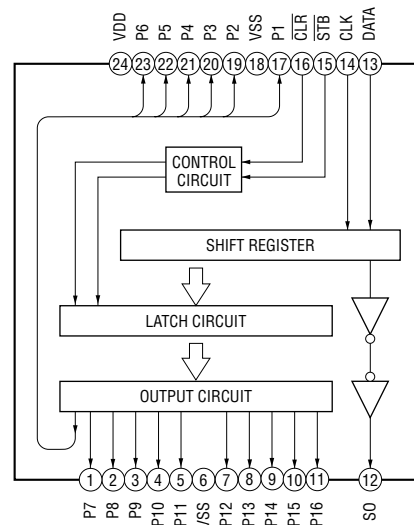 VDD P6 P5 P4 P3 P2 VSS P1 CLR STB CLK DATA
24 23 22 21 20 19 18 17 16 15 14 13
CONTROL
CIRCUIT
SHIFT REGISTER
LATCH CIRCUIT
OUTPUT CIRCUIT
1 2 3 4 5 6 7 8 9 10 11 12
P7 P8 P9 P10 P11 VSS P12 P13 P14 P15 P16 SO